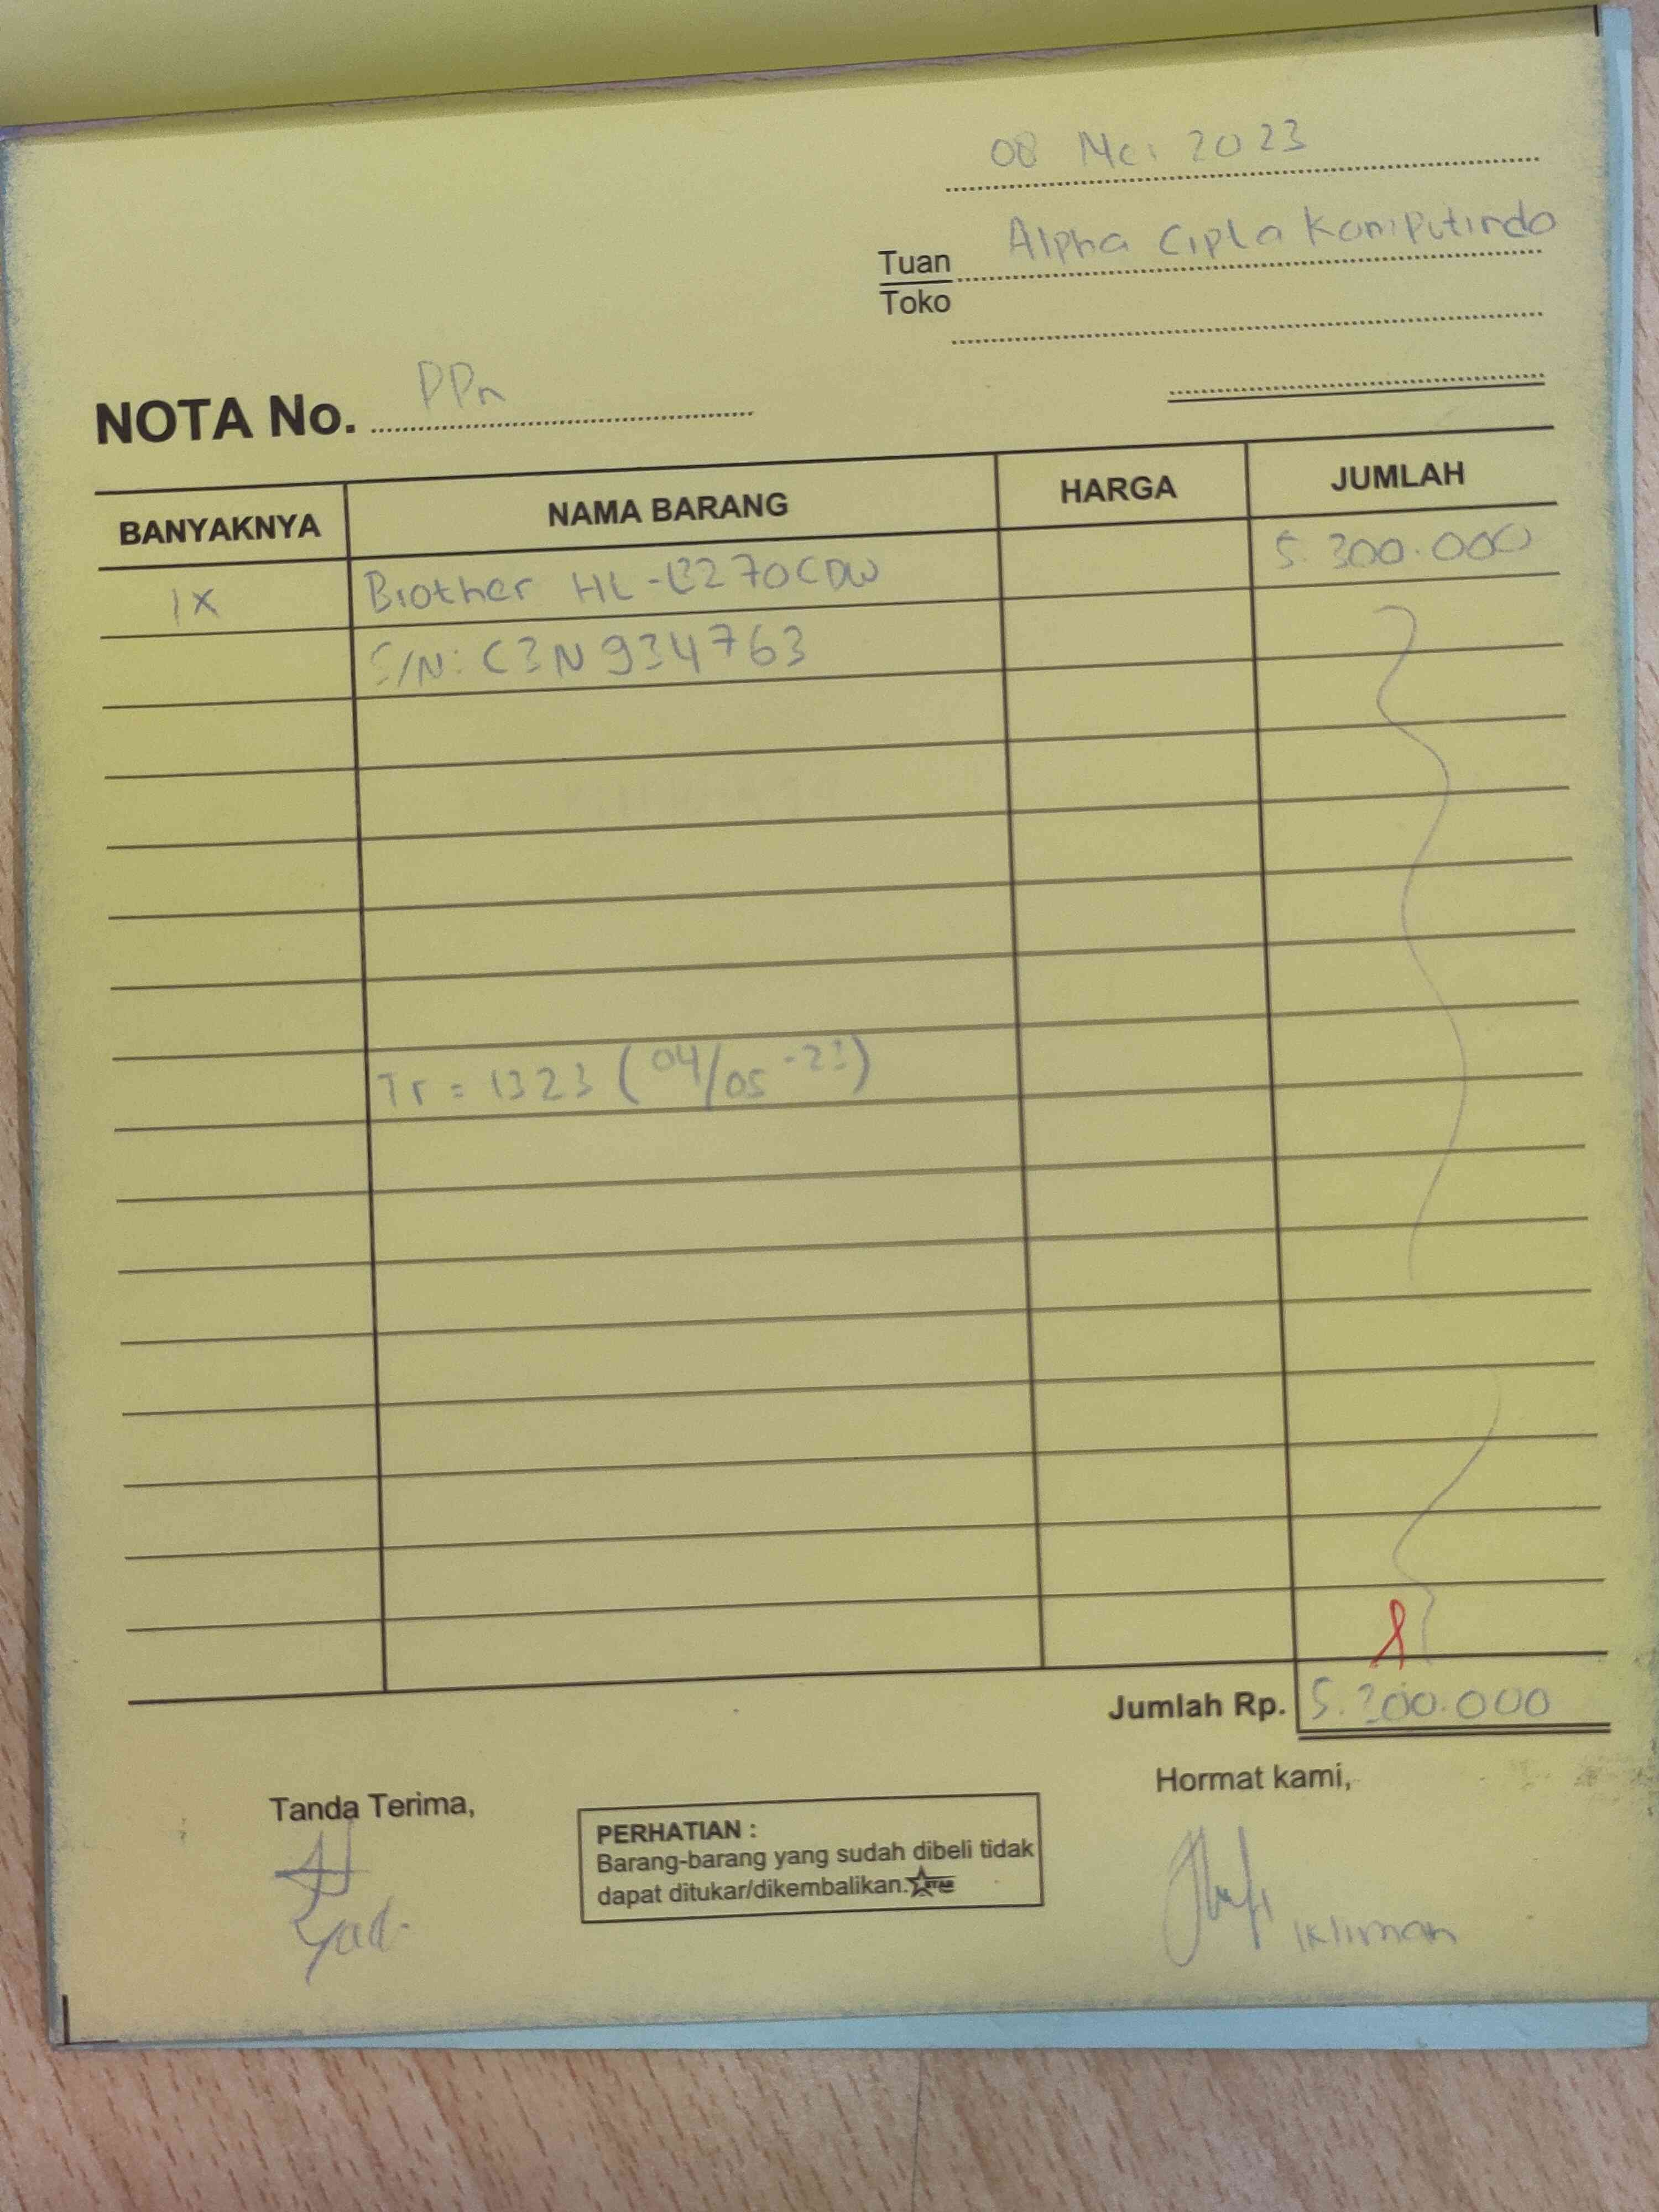 08 Mei 2023
Tuan Alpha Cipta Komputindo
Toko
NOTA No. PPn
BANYAKNYA NAMA BARANG HARGA JUMLAH
1x Brother HL-L3270CDW 5.300.000
S/N: C3N934763
Tr = 1323 (04/05-23)
Jumlah Rp. 5.300.000
Tanda Terima,
Hormat kami,
PERHATIAN :
Barang-barang yang sudah dibeli tidak
dapat ditukar/dikembalikan.
Ikliman